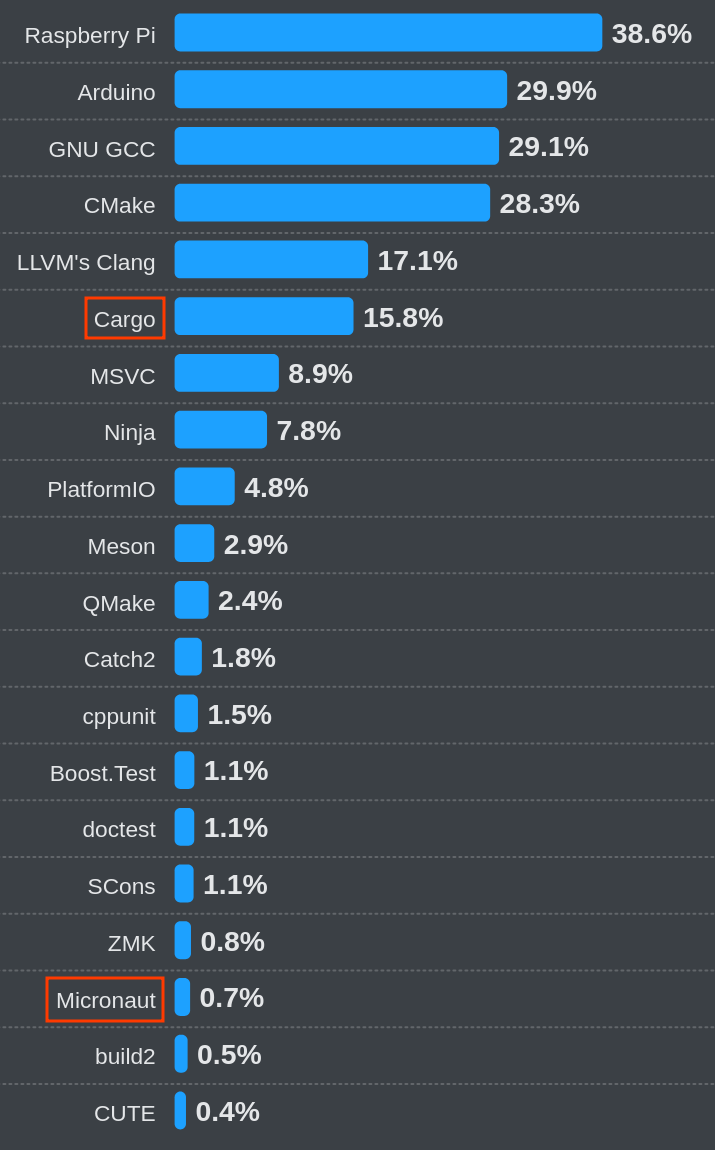 Raspberry Pi 38.6%
Arduino 29.9%
GNU GCC 29.1%
CMake 28.3%
LLVM's Clang 17.1%
Cargo 15.8%
MSVC 8.9%
Ninja 7.8%
PlatformIO 4.8%
Meson 2.9%
QMake 2.4%
Catch2 1.8%
cppunit 1.5%
Boost.Test 1.1%
doctest 1.1%
SCons 1.1%
ZMK 0.8%
Micronaut 0.7%
build2 0.5%
CUTE 0.4%